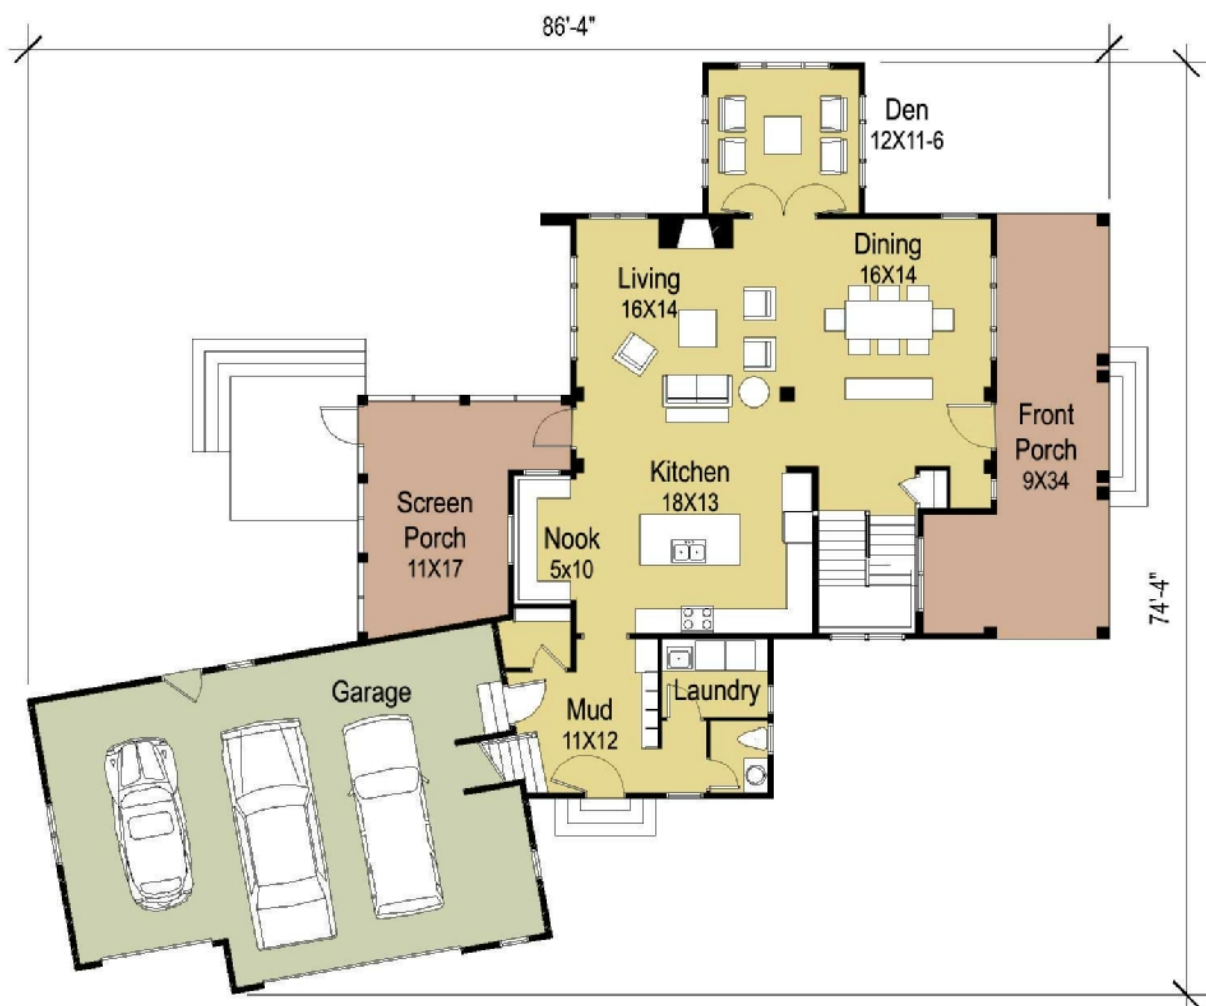 86'-4"
Den
12X11-6
Dining
16X14
Living
16X14
Front
Porch
9X34
Kitchen
18X13
Screen
Porch
11X17
Nook
5x10
74'-4"
Garage
Laundry
Mud
11X12